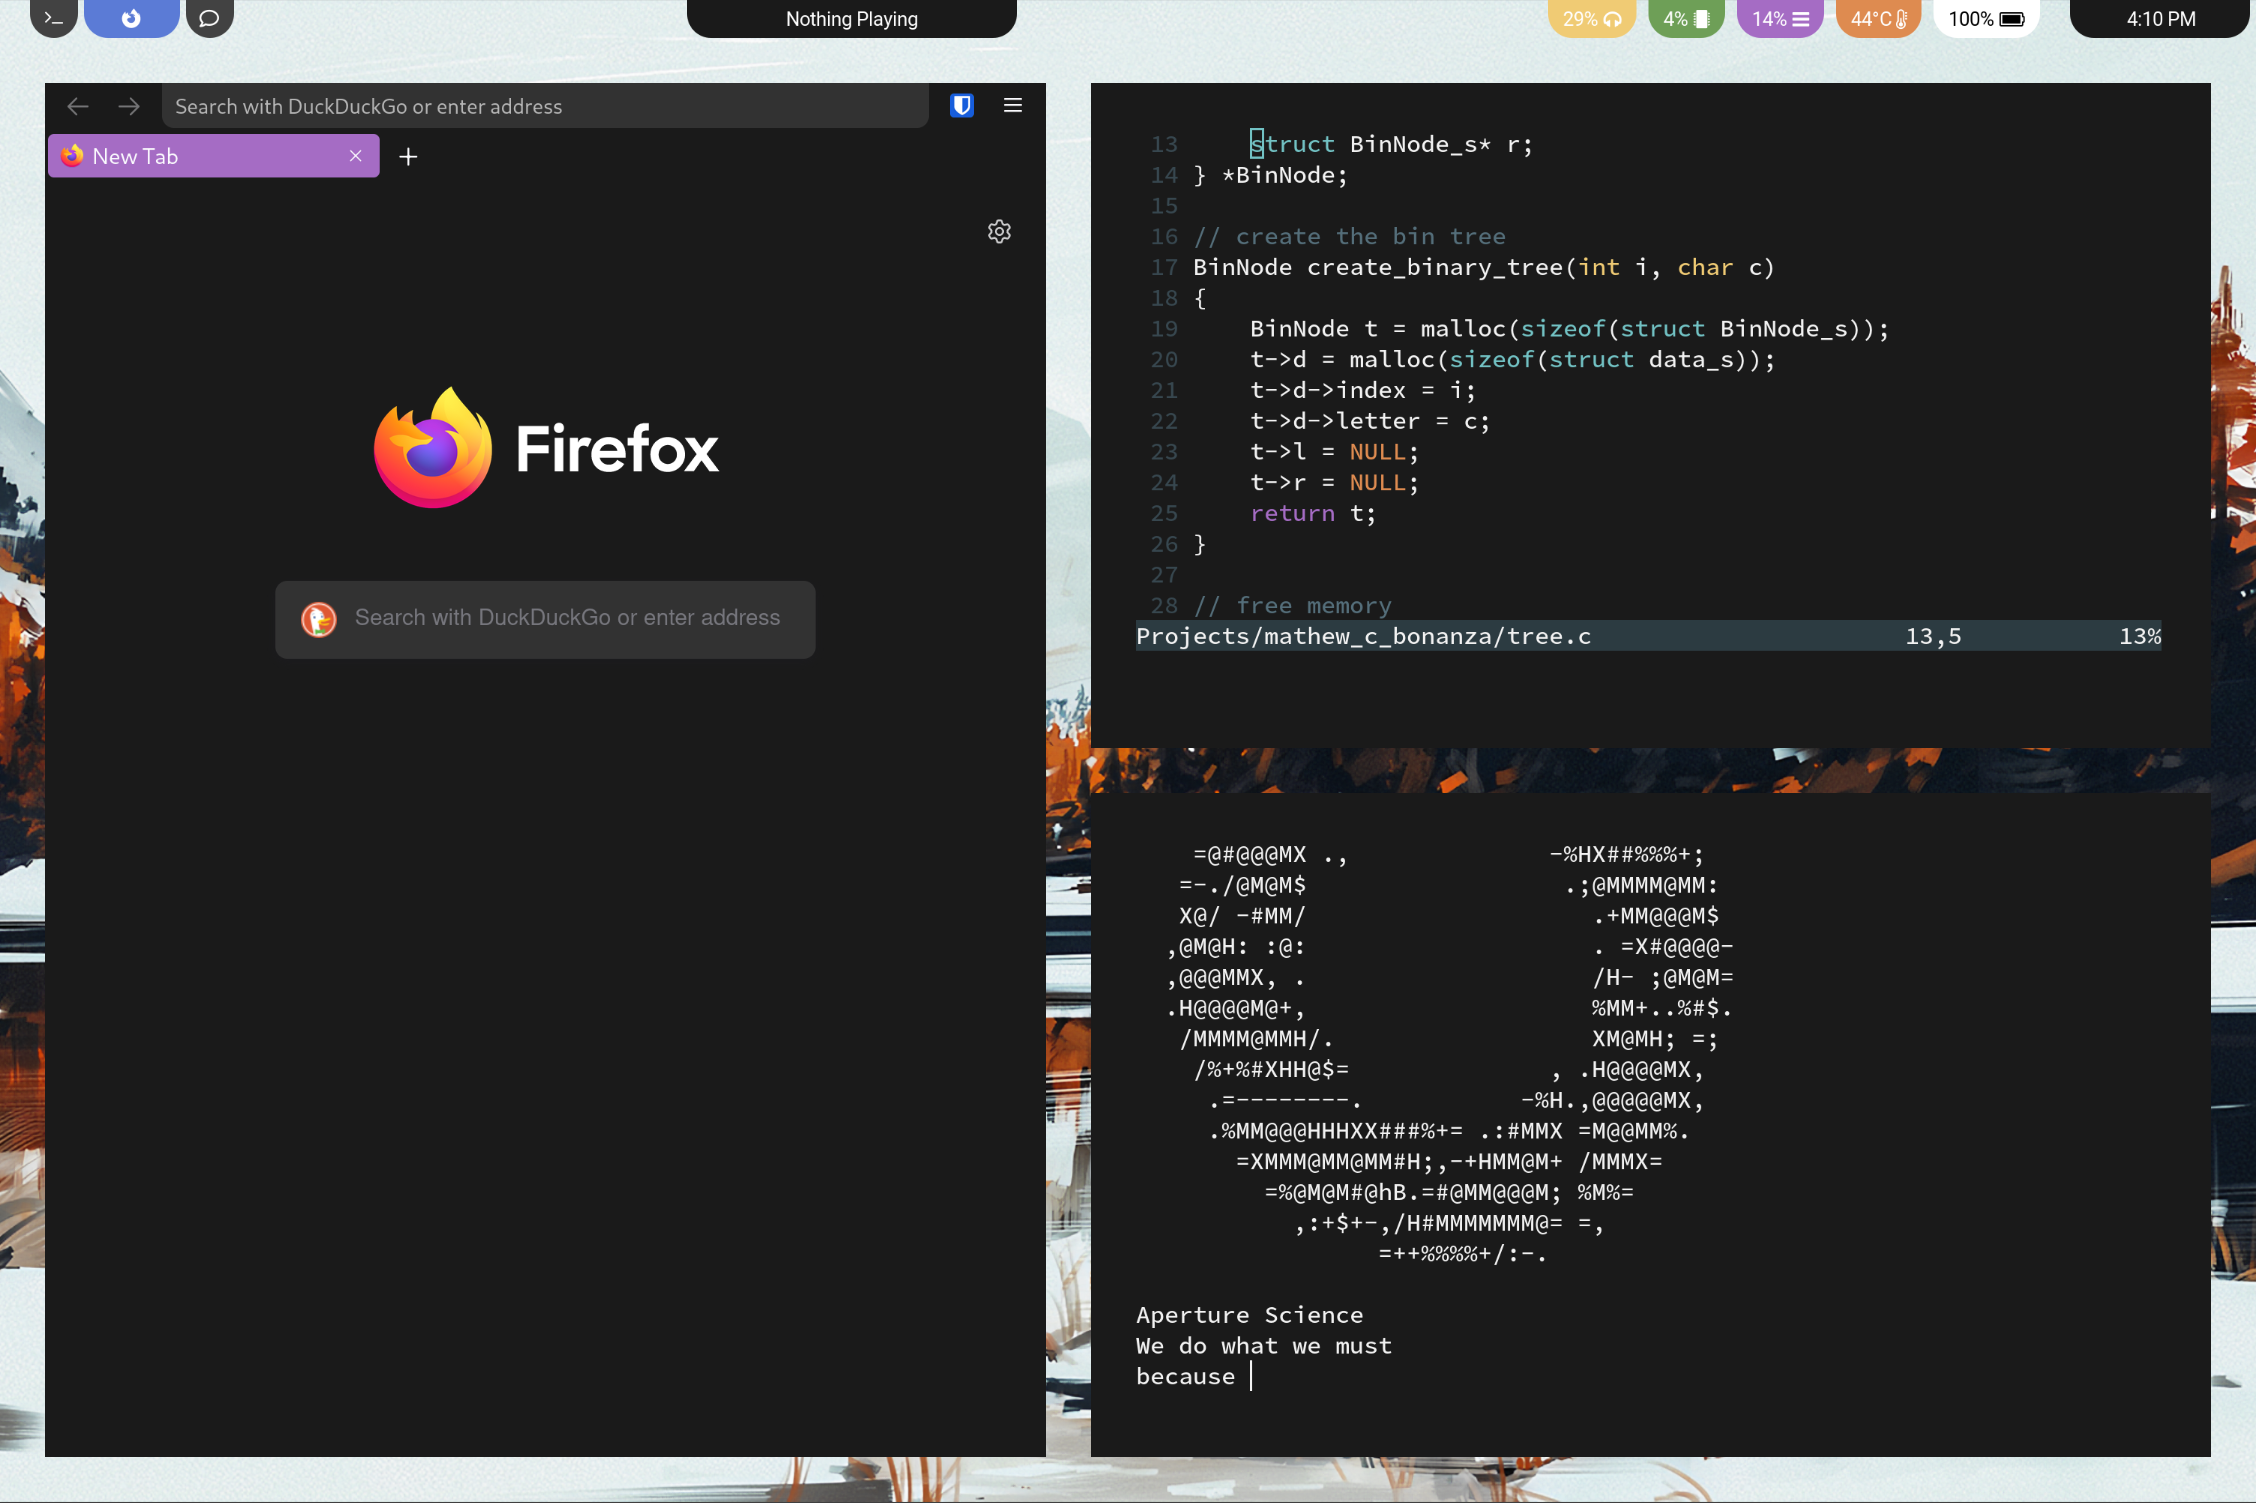 Nothing Playing
29%
4%
14%
44°C
100%
4:10 PM
Search with DuckDuckGo or enter address
New Tab
Firefox
Search with DuckDuckGo or enter address
13     struct BinNode_s* r;
14 } *BinNode;
15
16 // create the bin tree
17 BinNode create_binary_tree(int i, char c)
18 {
19     BinNode t = malloc(sizeof(struct BinNode_s));
20     t->d = malloc(sizeof(struct data_s));
21     t->d->index = i;
22     t->d->letter = c;
23     t->l = NULL;
24     t->r = NULL;
25     return t;
26 }
27
28 // free memory
Projects/mathew_c_bonanza/tree.c 13,5 13%
    =@#@@@MX .,              -%HX##%%%+;
   =-./@M@M$                  .;@MMMM@MM:
   X@/ -#MM/                    .+MM@@@M$
  ,@M@H: :@:                    . =X#@@@@-
  ,@@@MMX, .                    /H- ;@M@M=
  .H@@@@M@+,                    %MM+..%#$.
   /MMMM@MMH/.                  XM@MH; =;
    /%+%#XHH@$=              , .H@@@@MX,
     .=--------.           -%H.,@@@@@MX,
     .%MM@@@HHHXX###%+= .:#MMX =M@@MM%.
       =XMMM@MM@MM#H;,-+HMM@M+ /MMMX=
         =%@M@M#@hB.=#@MM@@@M; %M%=
           ,:+$+-,/H#MMMMMMM@= =,
                 =++%%%%+/:-.
Aperture Science
We do what we must
because